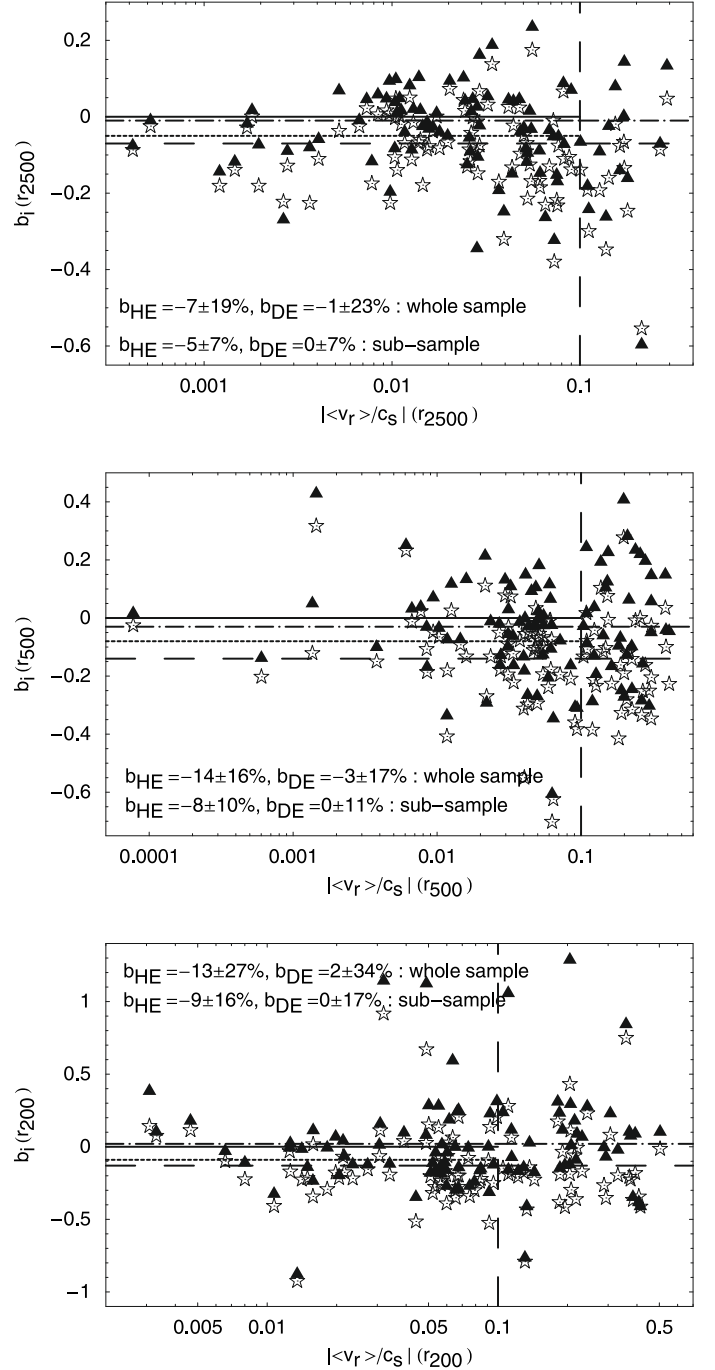 0.2
0
−0.2
−0.4
−0.6
b_i (r_2500)
b_HE =−7±19%, b_DE =−1±23% : whole sample
b_HE =−5±7%, b_DE =0±7% : sub−sample
0.001 0.01 0.1
|<v_r>/c_s| (r_2500)
0.4
0.2
0
−0.2
−0.4
−0.6
b_i (r_500)
b_HE =−14±16%, b_DE =−3±17% : whole sample
b_HE =−8±10%, b_DE =0±11% : sub−sample
0.0001 0.001 0.01 0.1
|<v_r>/c_s| (r_500)
b_HE =−13±27%, b_DE =2±34% : whole sample
b_HE =−9±16%, b_DE =0±17% : sub−sample
1
0.5
0
−0.5
−1
b_i (r_200)
0.005 0.01 0.05 0.1 0.5
|<v_r>/c_s| (r_200)